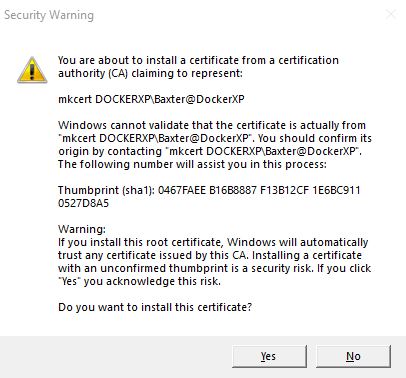 Security Warning
You are about to install a certificate from a certification
authority (CA) claiming to represent:
mkcert DOCKERXP\Baxter@DockerXP
Windows cannot validate that the certificate is actually from
"mkcert DOCKERXP\Baxter@DockerXP". You should confirm its
origin by contacting "mkcert DOCKERXP\Baxter@DockerXP".
The following number will assist you in this process:
Thumbprint (sha1): 0467FAEE B16B8887 F13B12CF 1E6BC911
0527D8A5
Warning:
If you install this root certificate, Windows will automatically
trust any certificate issued by this CA. Installing a certificate
with an unconfirmed thumbprint is a security risk. If you click
"Yes" you acknowledge this risk.
Do you want to install this certificate?
Yes
No